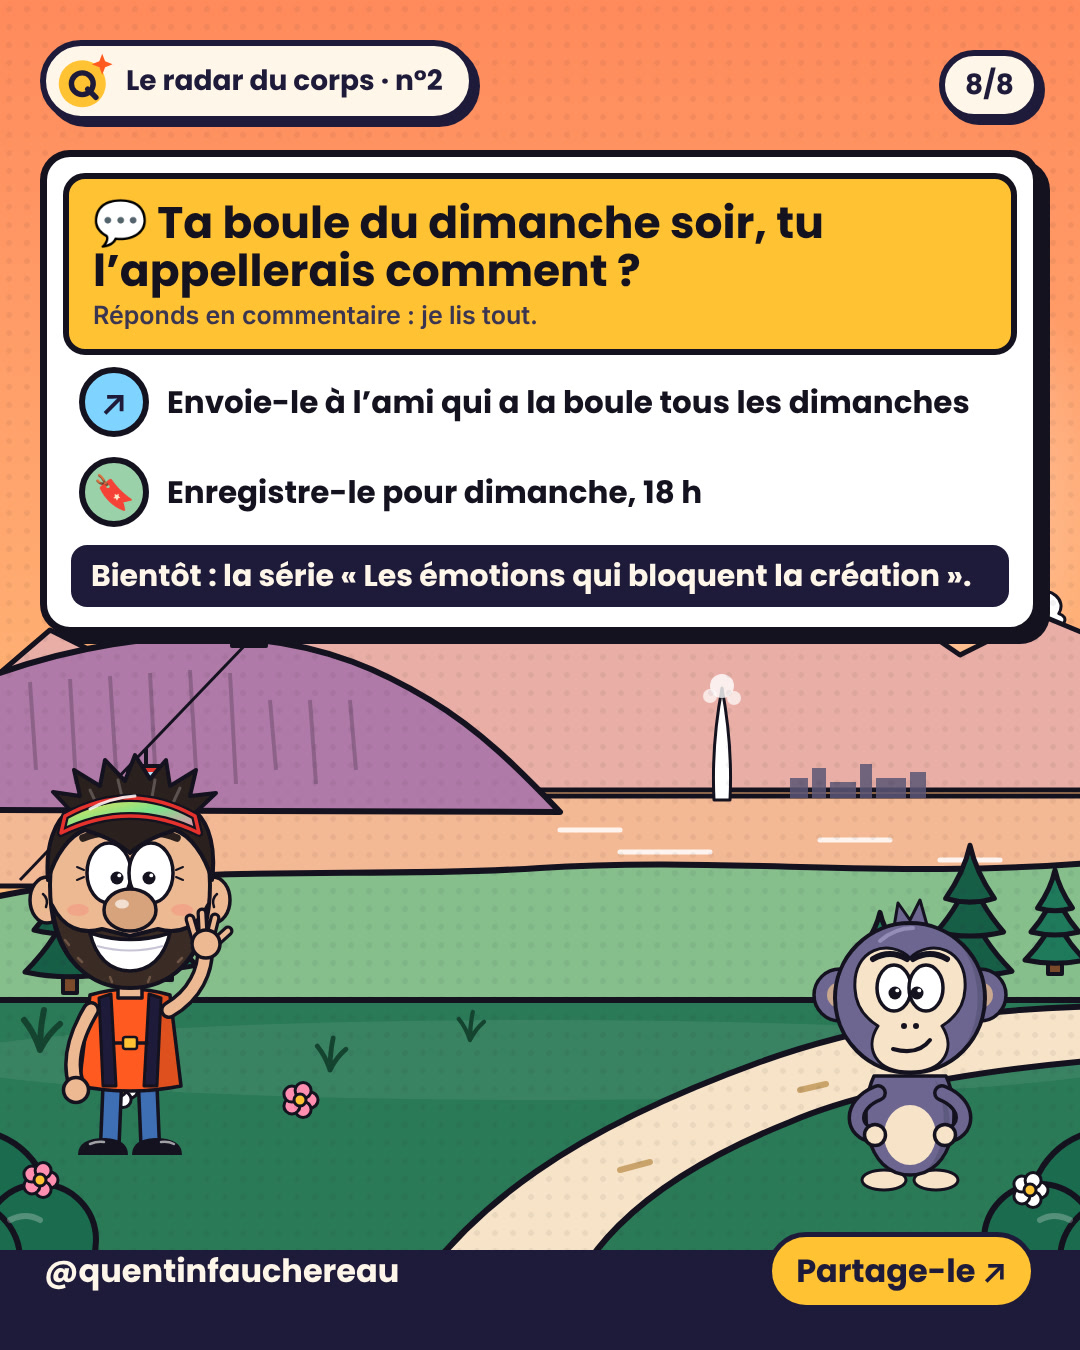 Q Le radar du corps · n°2
8/8
💬 Ta boule du dimanche soir, tu
l’appellerais comment ?
Réponds en commentaire : je lis tout.
↗ Envoie-le à l’ami qui a la boule tous les dimanches
🔖 Enregistre-le pour dimanche, 18 h
Bientôt : la série « Les émotions qui bloquent la création ».
@quentinfauchereau
Partage-le ↗